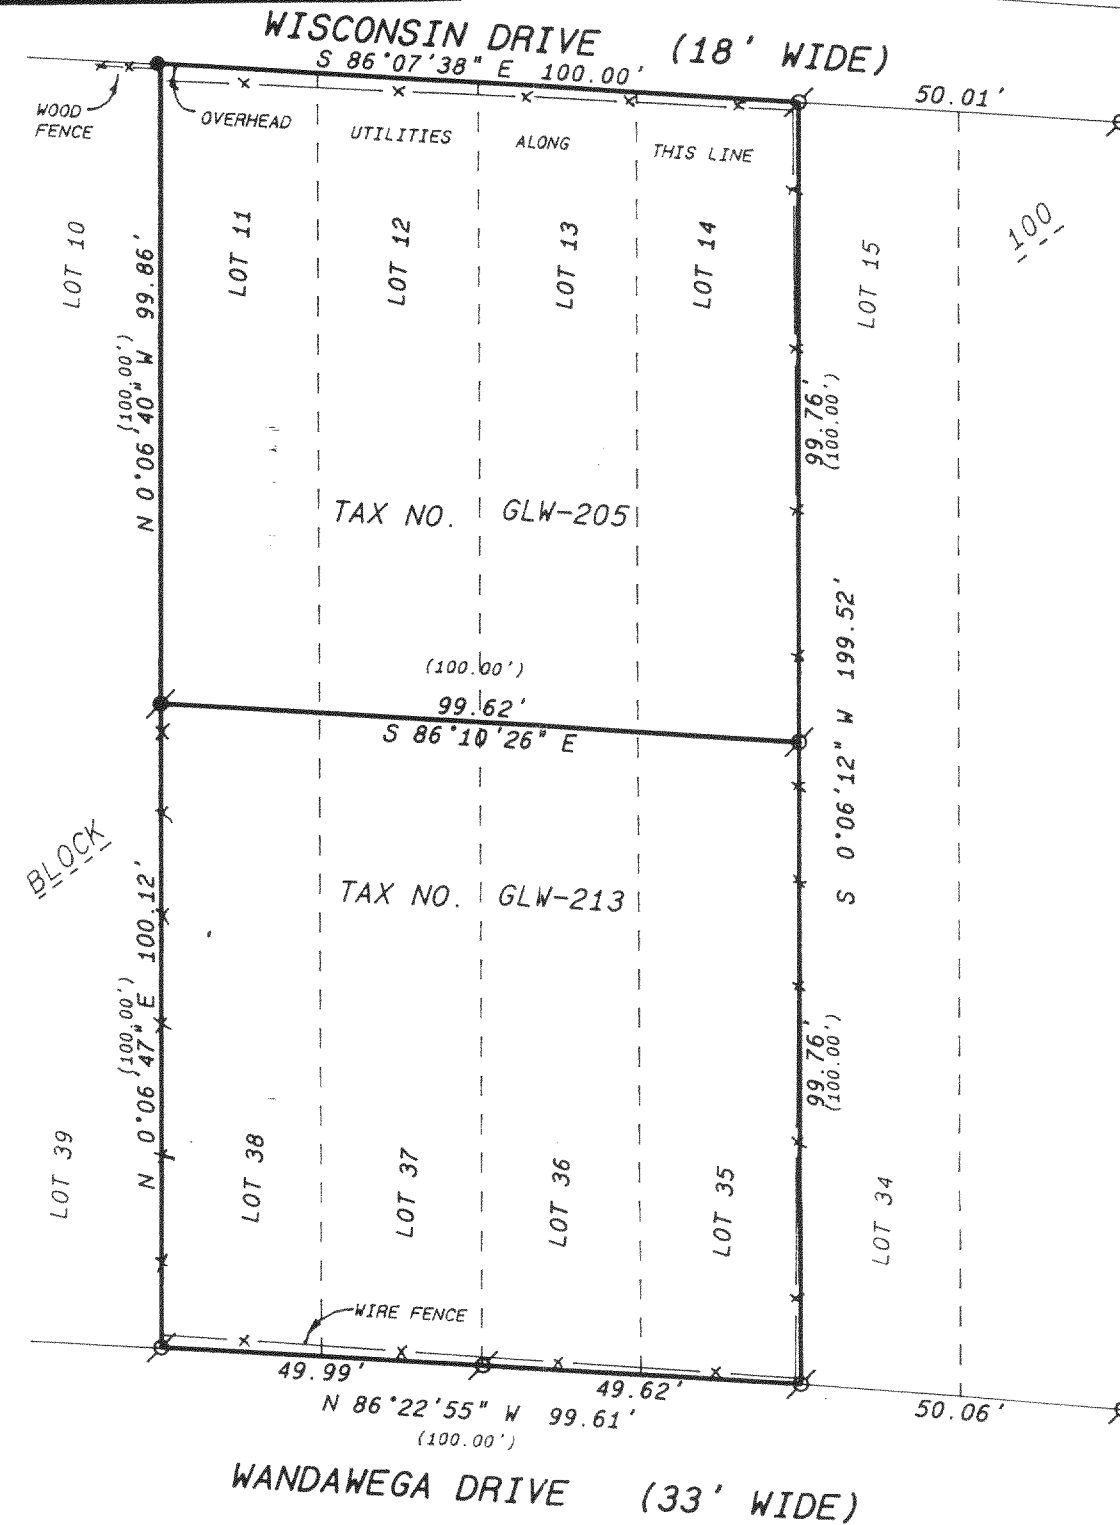 WISCONSIN DRIVE (18' WIDE)
S 86°07'38" E 100.00'
50.01'
WOOD
FENCE
OVERHEAD UTILITIES ALONG THIS LINE
LOT 10
LOT 11
LOT 12
LOT 13
LOT 14
LOT 15
100
N 0°06'40" W 99.86'
(100.00')
99.76'
(100.00')
TAX NO. GLW-205
S 0°06'12" W 199.52'
(100.00')
99.62'
S 86°10'26" E
BLOCK
TAX NO. GLW-213
N 0°06'47" E 100.12'
(100.00')
99.76'
(100.00')
LOT 39
LOT 38
LOT 37
LOT 36
LOT 35
LOT 34
WIRE FENCE
49.99'
49.62'
N 86°22'55" W 99.61'
(100.00')
50.06'
WANDAWEGA DRIVE (33' WIDE)